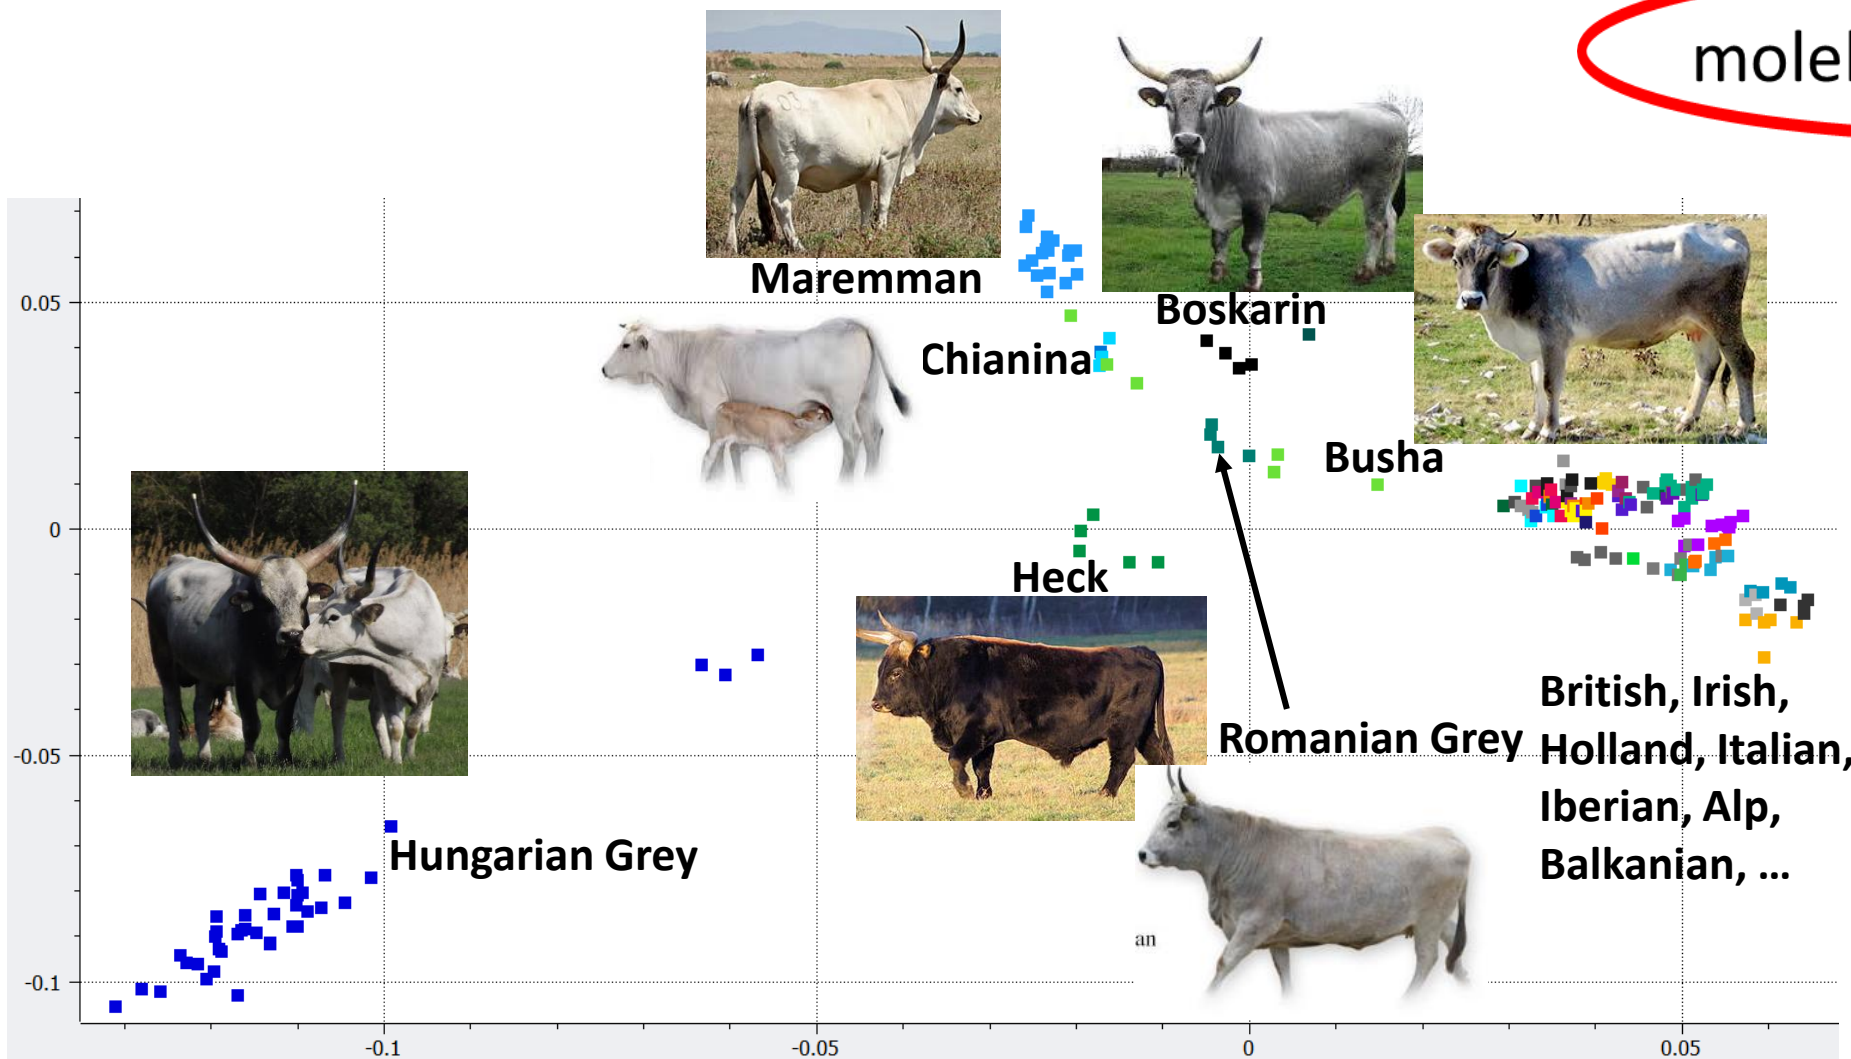 molel
Maremman
0.05
Boskarin
Chianina
Busha
0
Heck
British, Irish,
Romanian Grey
Holland, Italian,
-0.05
Iberian, Alp,
Hungarian Grey
Balkanian, ...
an
-0.1
-0.1
-0.05
0
0.05